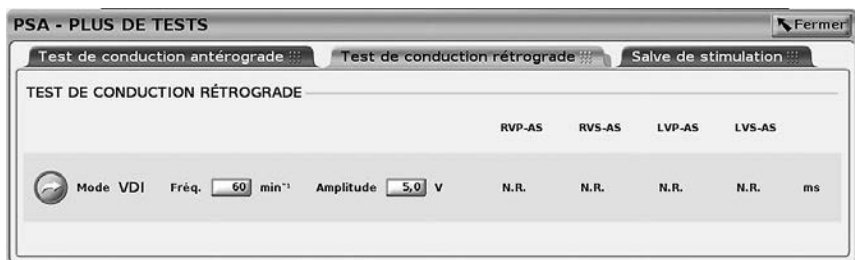 PSA - PLUS DE TESTS Fermer
Test de conduction antérograde Test de conduction rétrograde Salve de stimulation
TEST DE CONDUCTION RÉTROGRADE
RVP-AS RVS-AS LVP-AS LVS-AS
Mode VDI Fréq. 60 min⁻¹ Amplitude 5,0 V N.R. N.R. N.R. N.R. ms